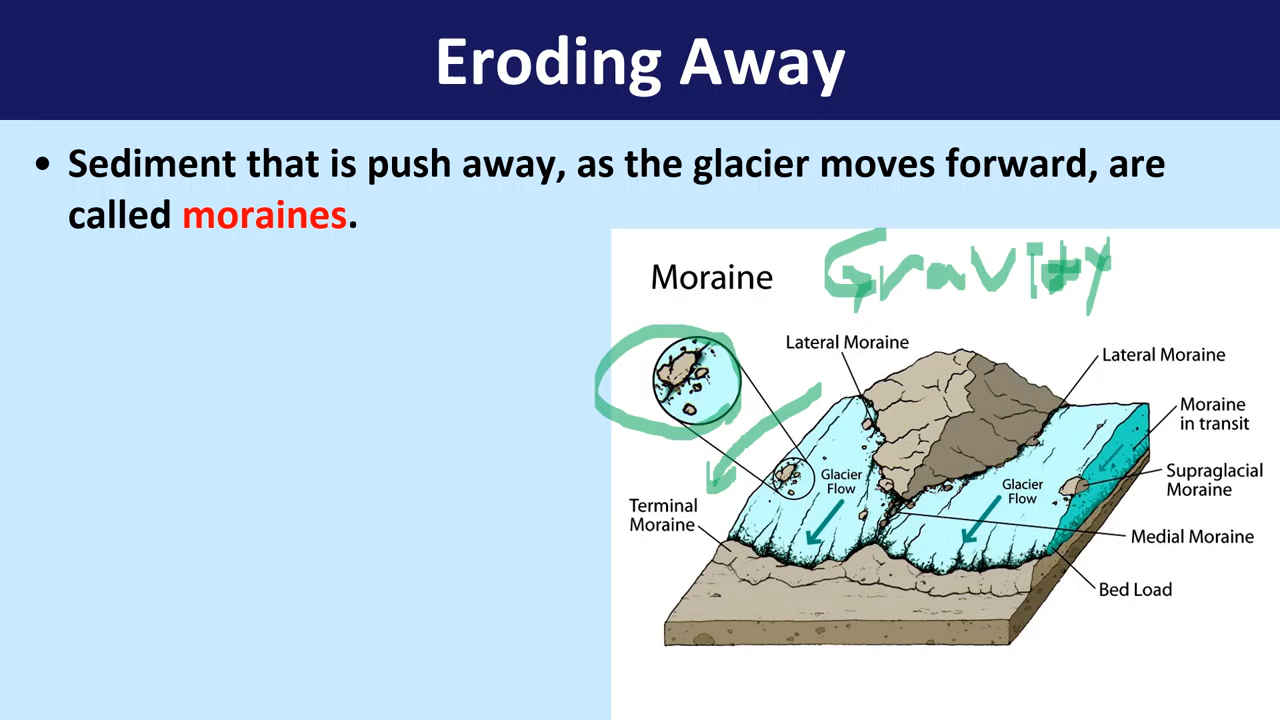 Eroding Away
• Sediment that is push away, as the glacier moves forward, are
called moraines.
Moraine
Gravity
Lateral Moraine
Lateral Moraine
Moraine
in transit
Glacier
Flow
Glacier
Flow
Supraglacial
Moraine
Terminal
Moraine
Medial Moraine
Bed Load